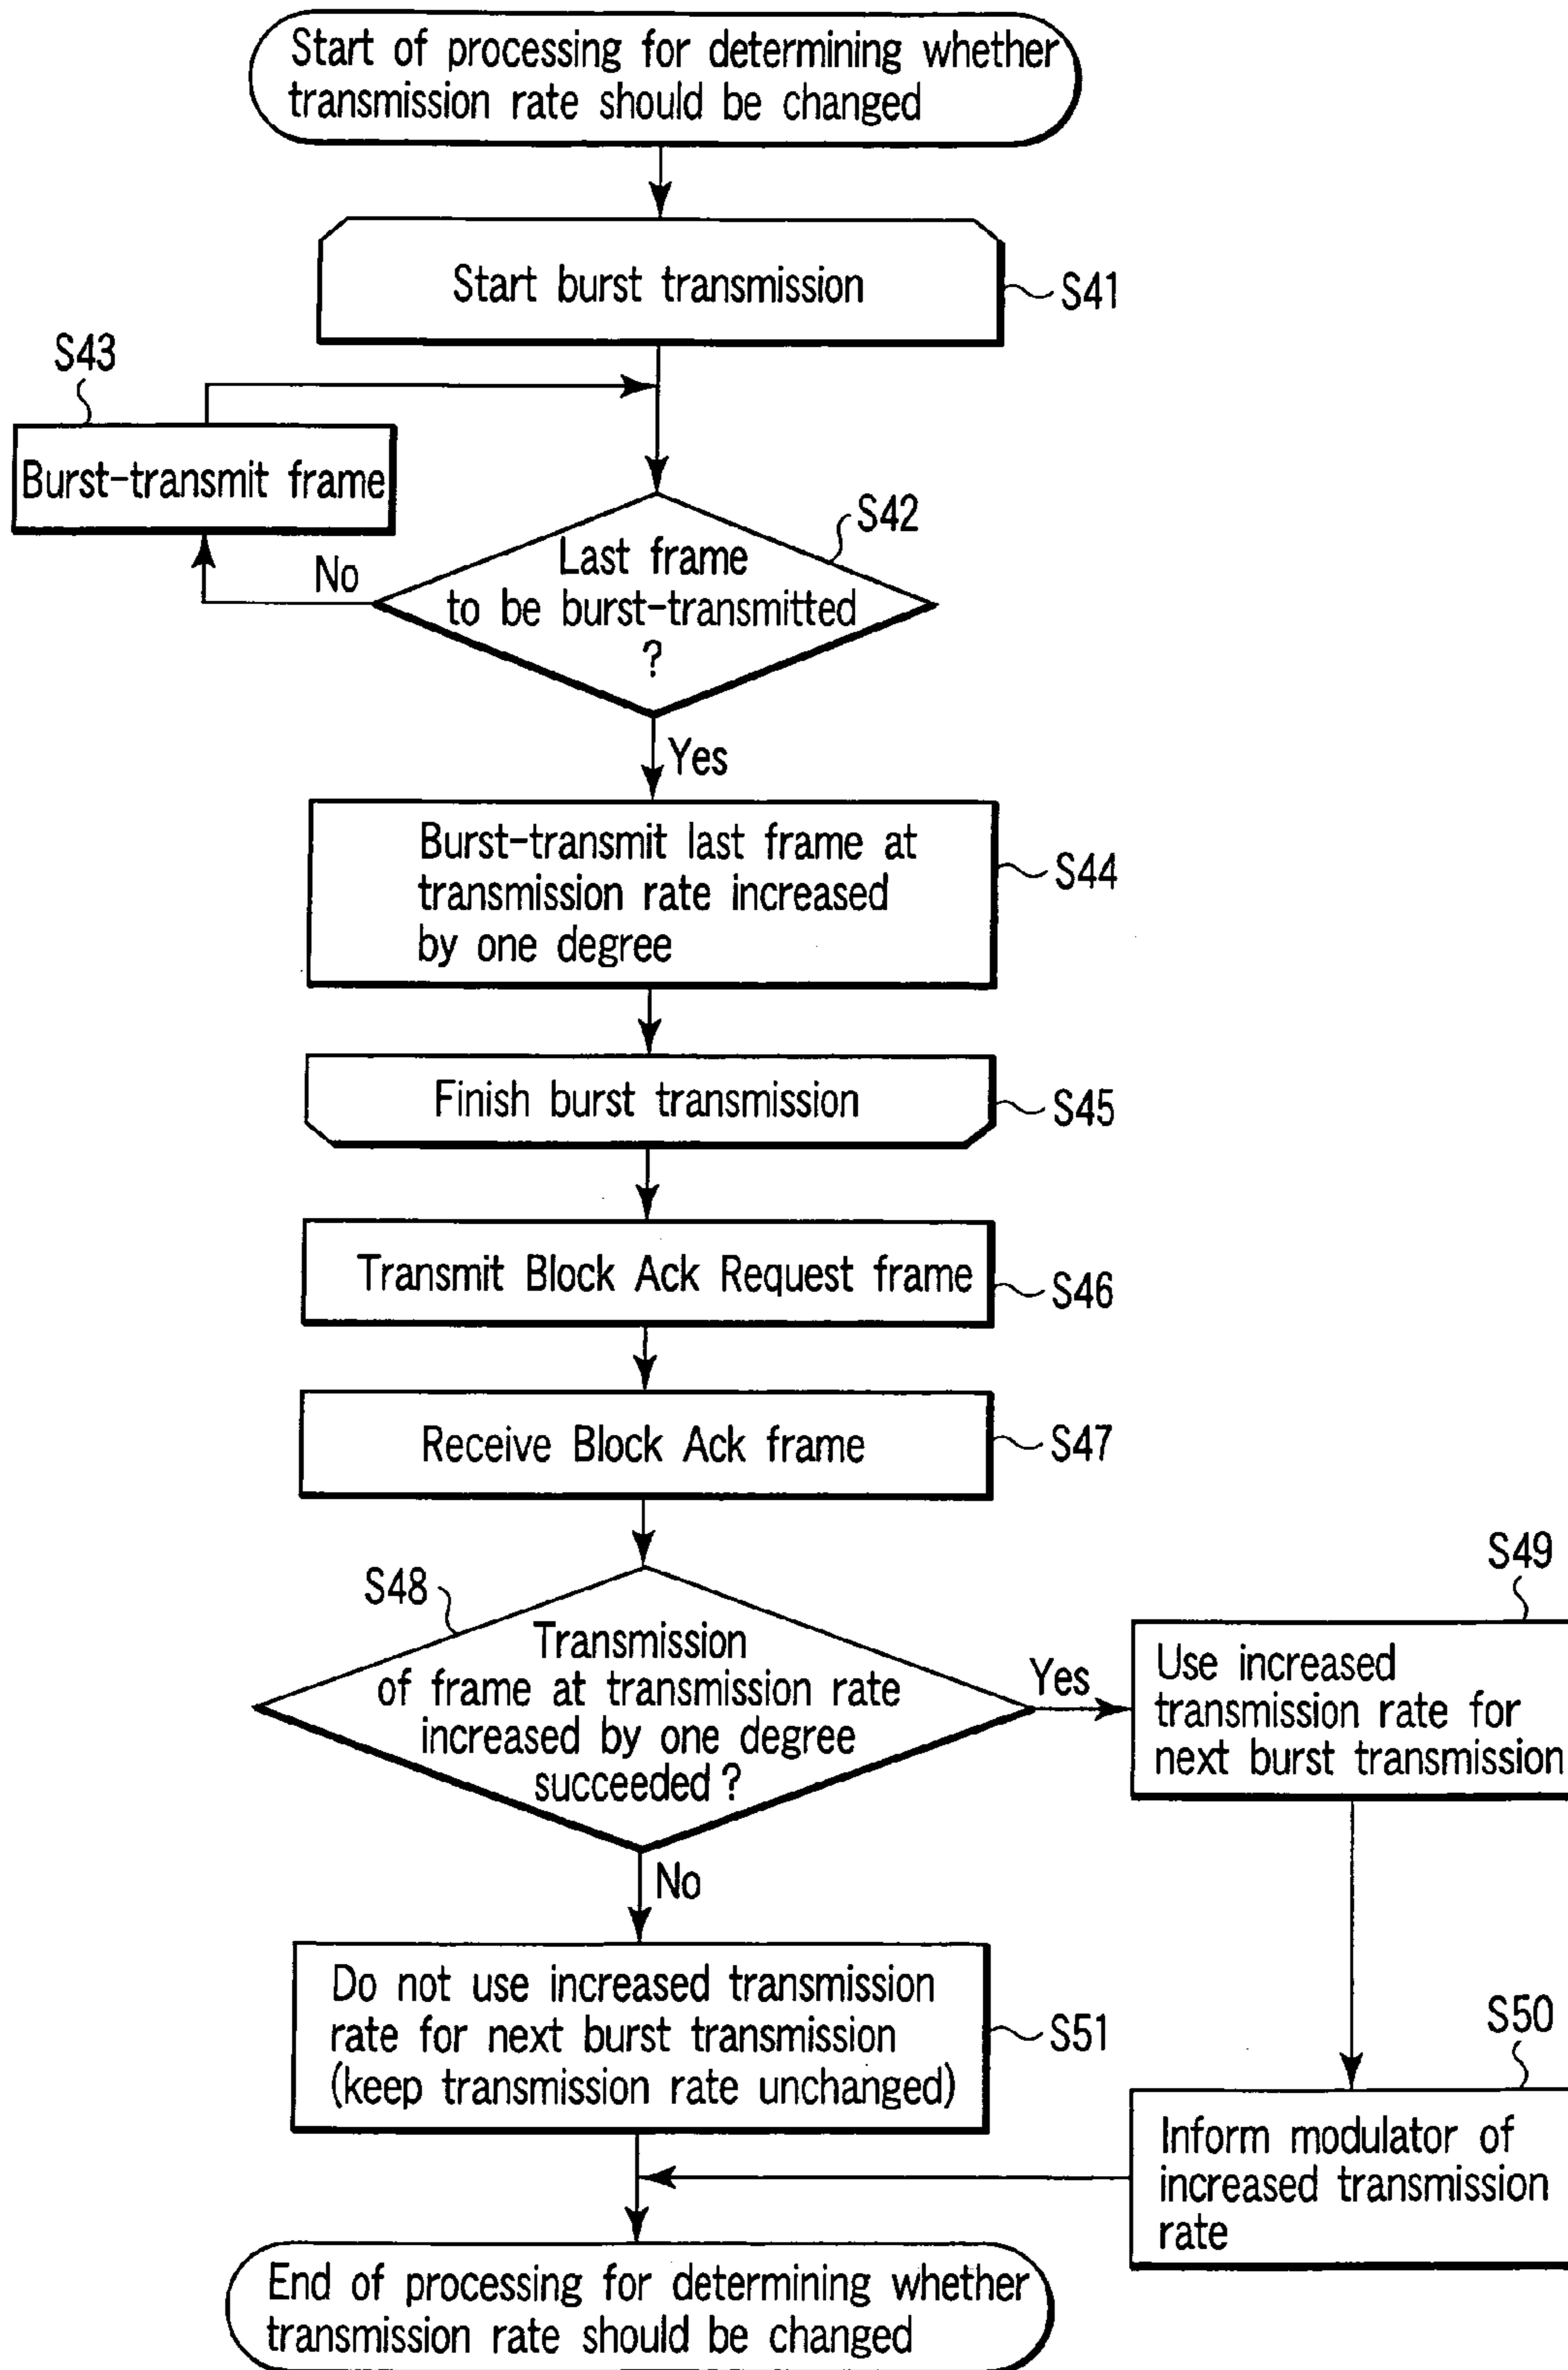 Start of processing for determining whether
transmission rate should be changed
Start burst transmission
S41
S43
Burst-transmit frame
S42
Last frame
to be burst-transmitted
?
No
Yes
Burst-transmit last frame at
transmission rate increased
by one degree
S44
Finish burst transmission
S45
Transmit Block Ack Request frame
S46
Receive Block Ack frame
S47
S48
Transmission
of frame at transmission rate
increased by one degree
succeeded ?
Yes
S49
Use increased
transmission rate for
next burst transmission
No
Do not use increased transmission
rate for next burst transmission
(keep transmission rate unchanged)
S51
S50
Inform modulator of
increased transmission
rate
End of processing for determining whether
transmission rate should be changed